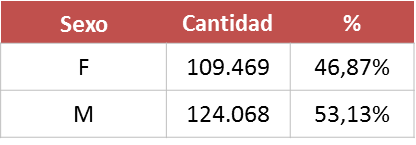 Sexo Cantidad %
F 109.469 46,87%
M 124.068 53,13%